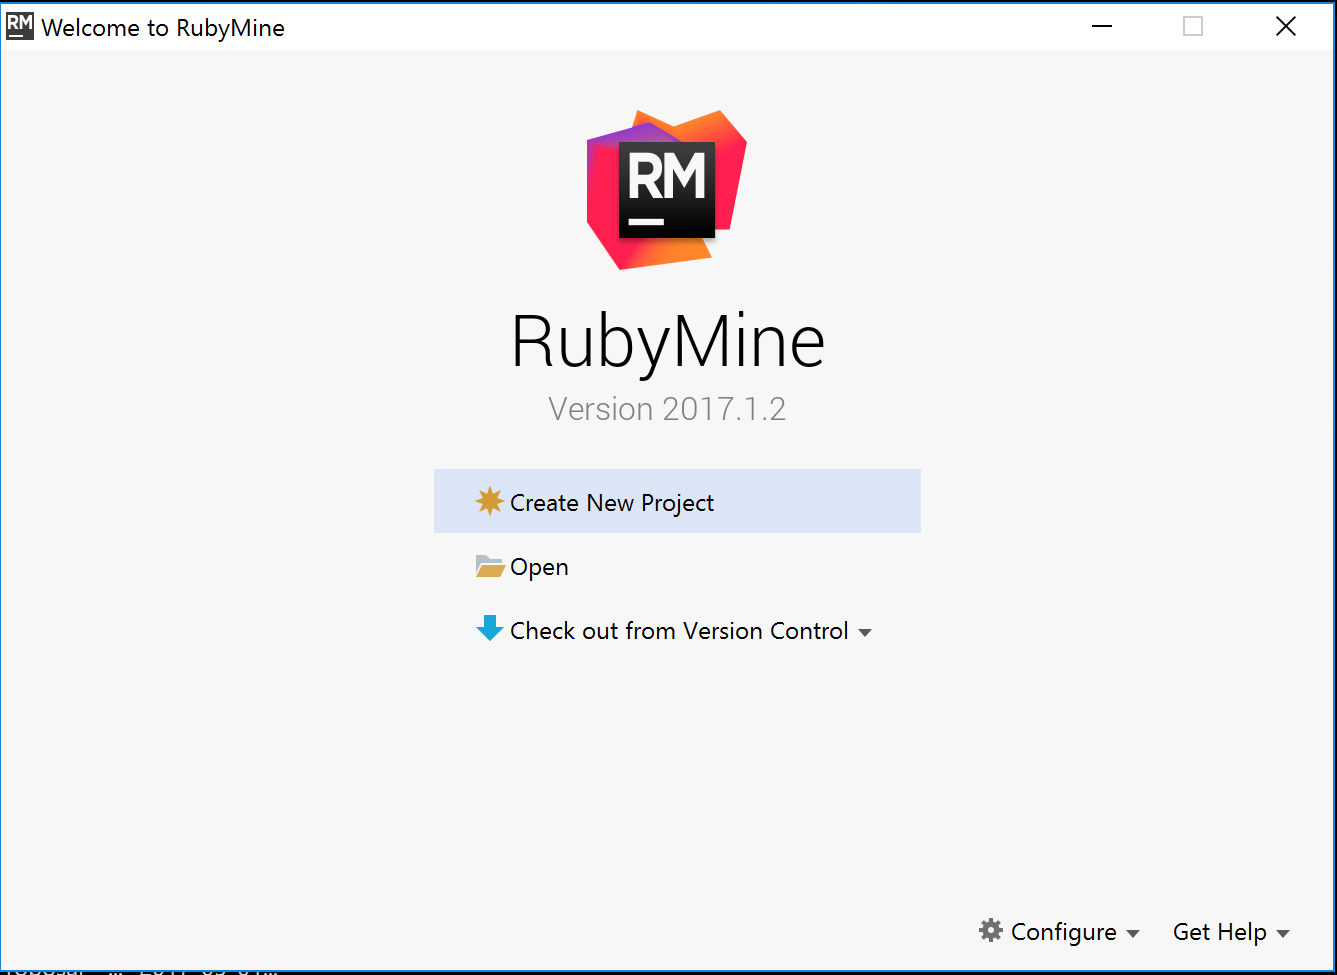 RM Welcome to RubyMine
RM
RubyMine
Version 2017.1.2
Create New Project
Open
Check out from Version Control
Configure Get Help